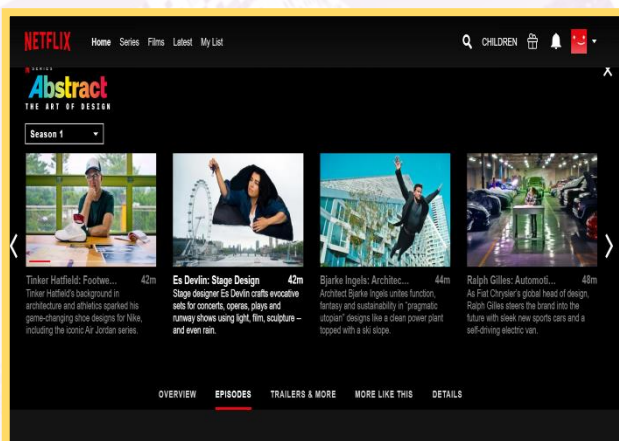 NETFLIX Home Series Films Latest My List CHILDREN
SERIES
Abstract
THE ART OF DESIGN
Season 1
Tinker Hatfield: Footwe... 42m
Tinker Hatfield's background in
architecture and athletics sparked his
game-changing shoe designs for Nike,
including the iconic Air Jordan series.
Es Devlin: Stage Design 42m
Stage designer Es Devlin crafts evocative
sets for concerts, operas, plays and
runway shows using light, film, sculpture –
and even rain.
Bjarke Ingels: Architec... 44m
Architect Bjarke Ingels unites function,
fantasy and sustainability in "pragmatic
utopian" designs like a clean power plant
topped with a ski slope.
Ralph Gilles: Automoti... 48m
As Fiat Chrysler's global head of design,
Ralph Gilles steers the brand into the
future with sleek new sports cars and a
self-driving electric van.
OVERVIEW EPISODES TRAILERS & MORE MORE LIKE THIS DETAILS